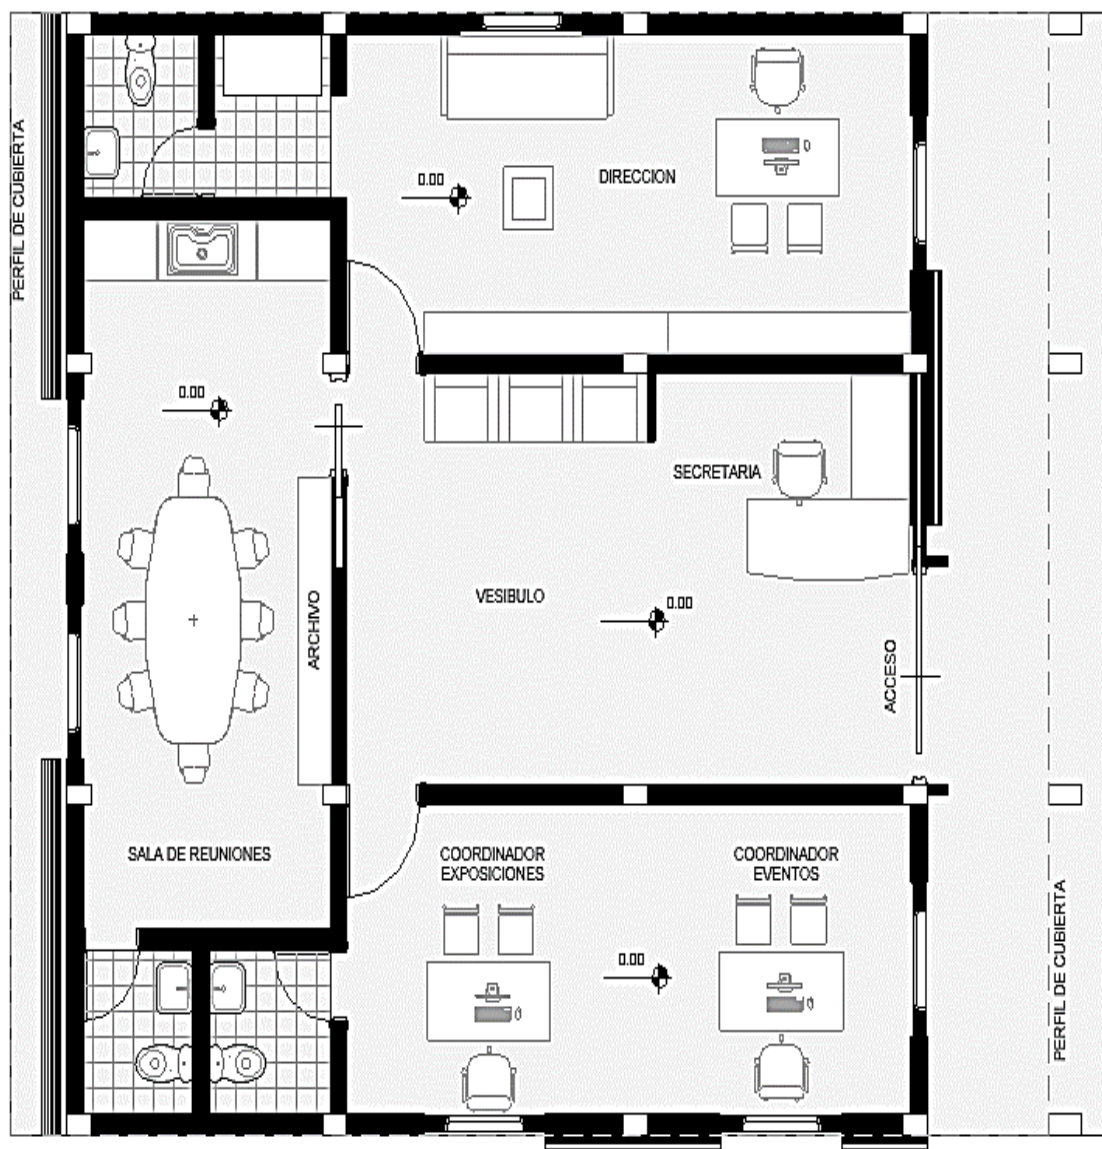 PERFIL DE CUBIERTA
0.00
DIRECCION
0.00
SECRETARIA
VESIBULO
0.00
ARCHIVO
ACCESO
SALA DE REUNIONES
COORDINADOR
EXPOSICIONES
COORDINADOR
EVENTOS
0.00
PERFIL DE CUBIERTA